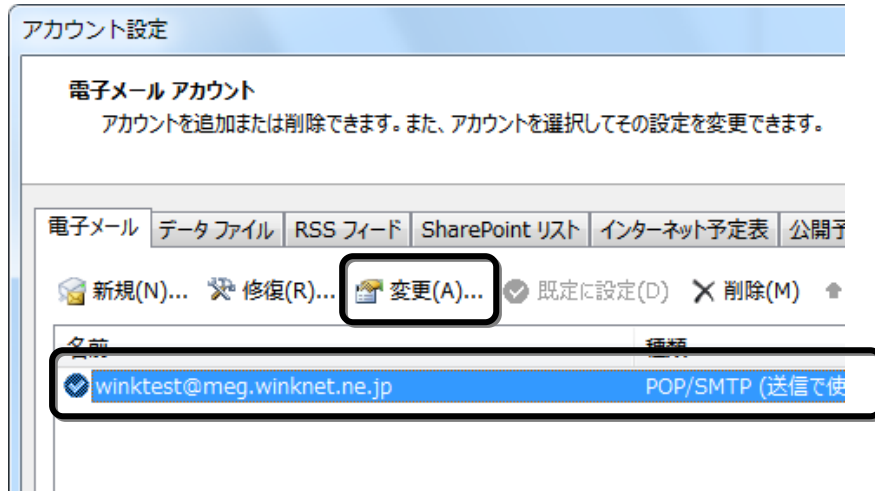 アカウント設定
電子メール アカウント
アカウントを追加または削除できます。また、アカウントを選択してその設定を変更できます。
電子メール データ ファイル RSS フィード SharePoint リスト インターネット予定表 公開予
新規(N)... 修復(R)... 変更(A)... 既定に設定(D) 削除(M)
名前 種類
winktest@meg.winknet.ne.jp POP/SMTP (送信で使